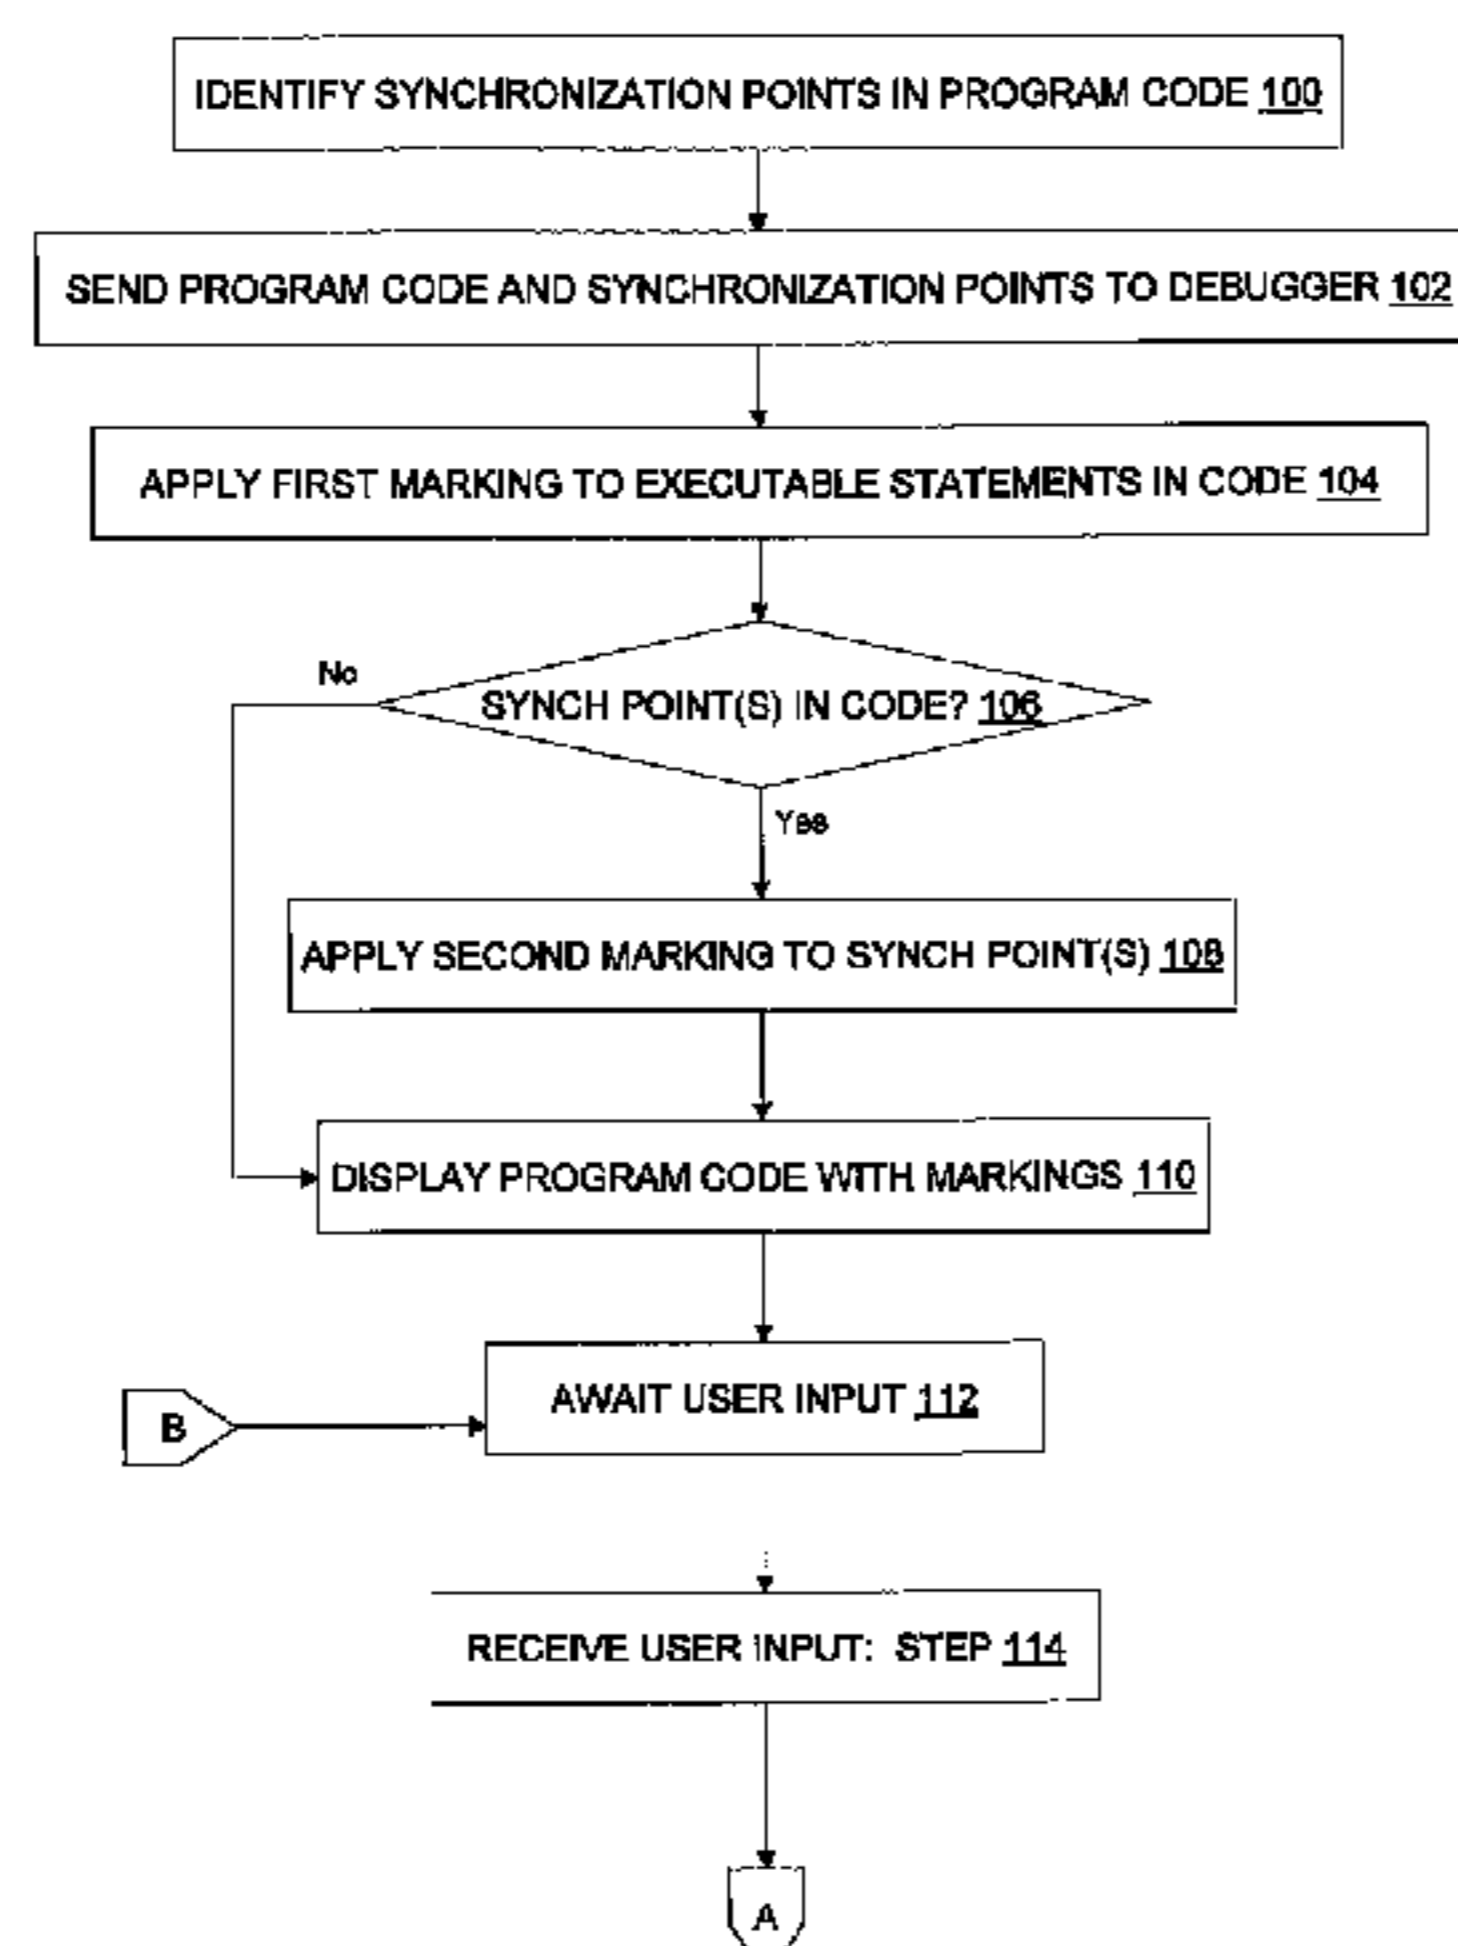 IDENTIFY SYNCHRONIZATION POINTS IN PROGRAM CODE 100
SEND PROGRAM CODE AND SYNCHRONIZATION POINTS TO DEBUGGER 102
APPLY FIRST MARKING TO EXECUTABLE STATEMENTS IN CODE 104
No
SYNCH POINT(S) IN CODE? 106
Yes
APPLY SECOND MARKING TO SYNCH POINT(S) 108
DISPLAY PROGRAM CODE WITH MARKINGS 110
AWAIT USER INPUT 112
B
RECEIVE USER INPUT: STEP 114
A